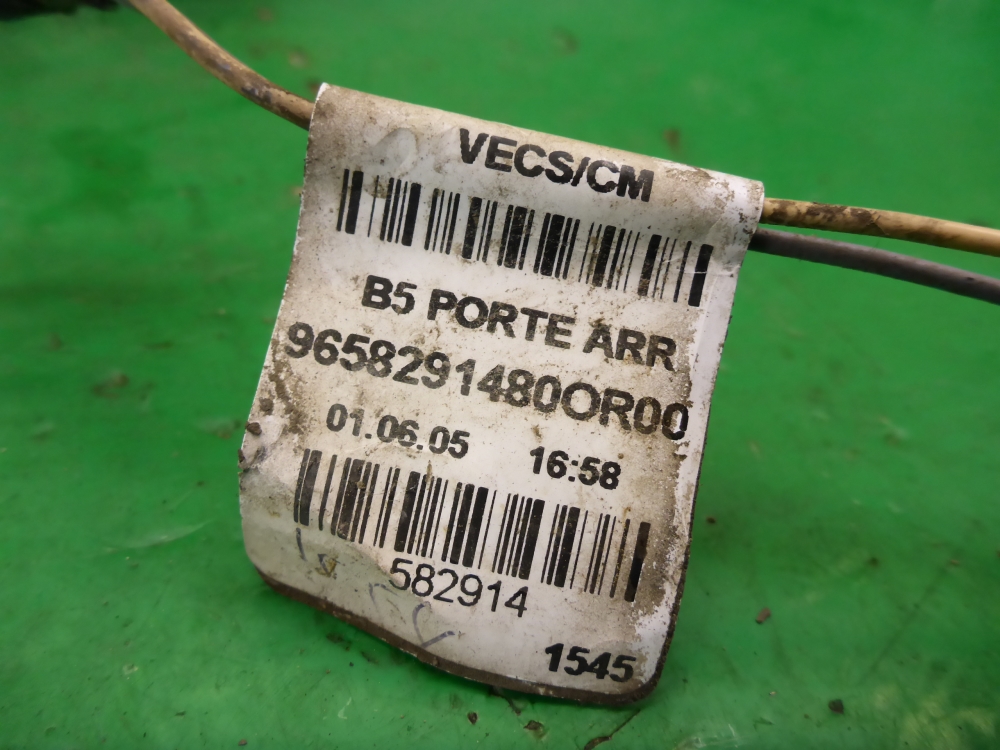 VECS/CM
B5 PORTE ARR
9658291480OR00
01.06.05 16:58
582914
1545